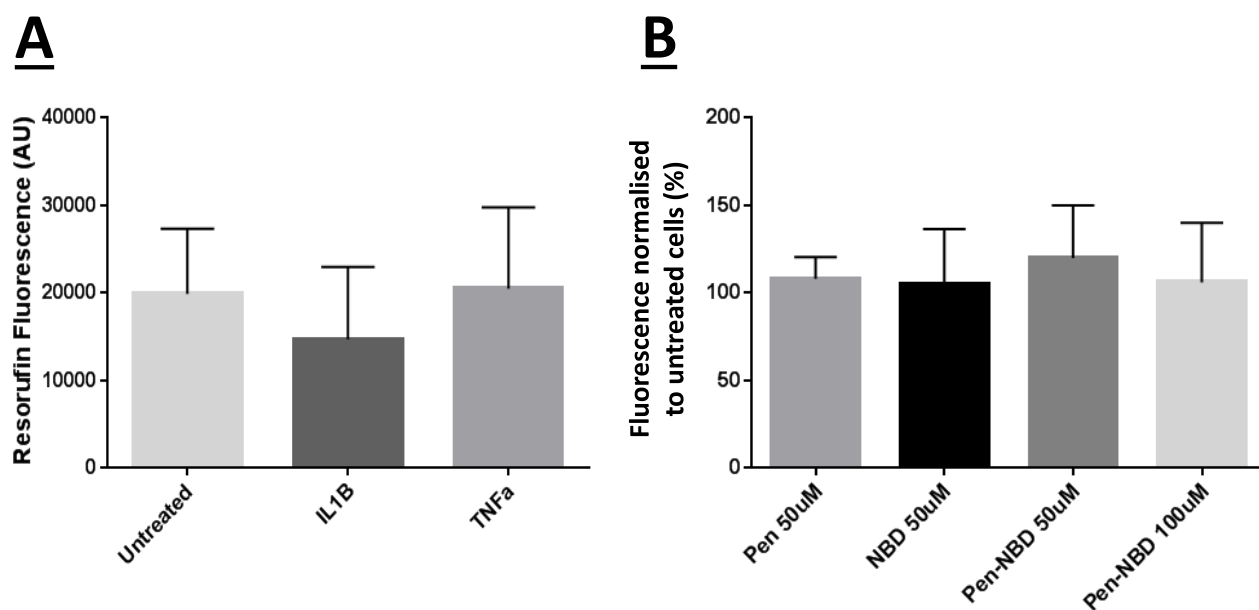 A
Resorufin Fluorescence (AU)
40000
30000
20000
10000
0
Untreated
IL1B
TNFa
B
Fluorescence normalised
to untreated cells (%)
200
150
100
50
0
Pen 50uM
NBD 50uM
Pen-NBD 50uM
Pen-NBD 100uM